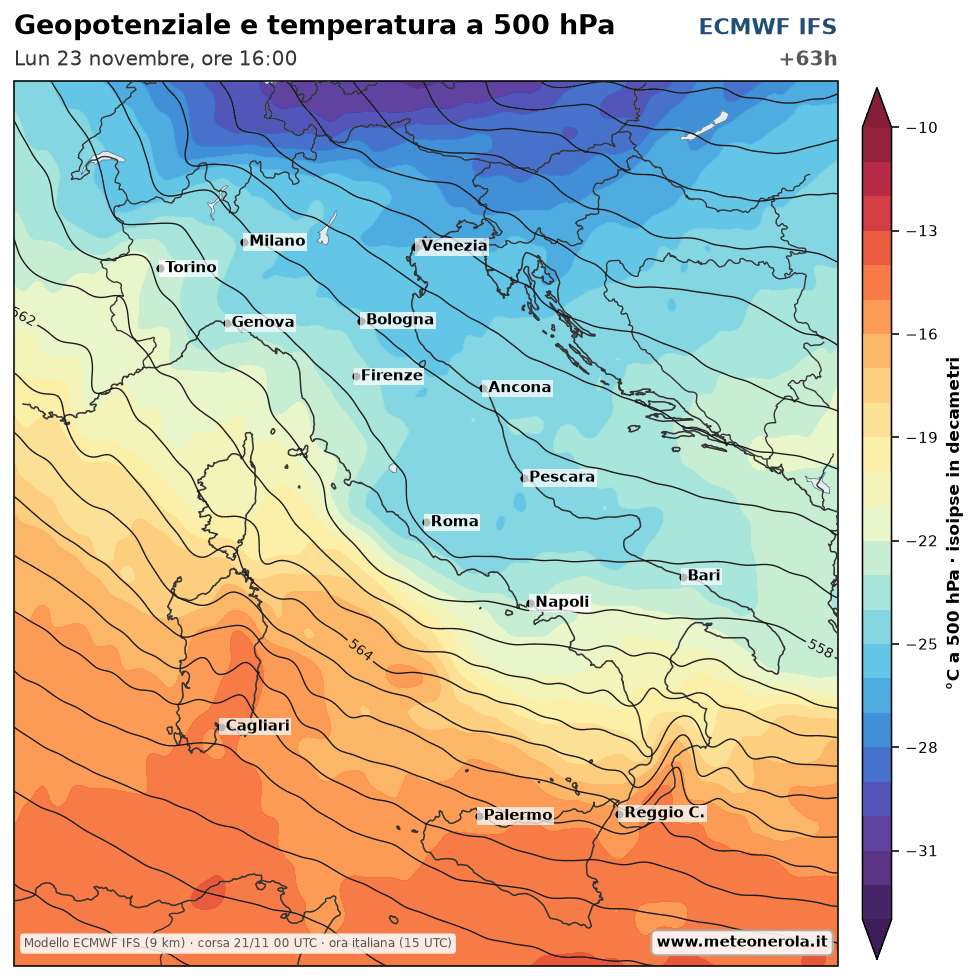 Geopotenziale e temperatura a 500 hPa
ECMWF IFS
Lun 23 novembre, ore 16:00
+63h
−10
−13
−16
−19
−22
−25
−28
−31
°C a 500 hPa · isoipse in decametri
Milano
Venezia
Torino
Genova
Bologna
562
Firenze
Ancona
Pescara
Roma
Bari
Napoli
564
558
Cagliari
Palermo
Reggio C.
Modello ECMWF IFS (9 km) · corsa 21/11 00 UTC · ora italiana (15 UTC)
www.meteonerola.it